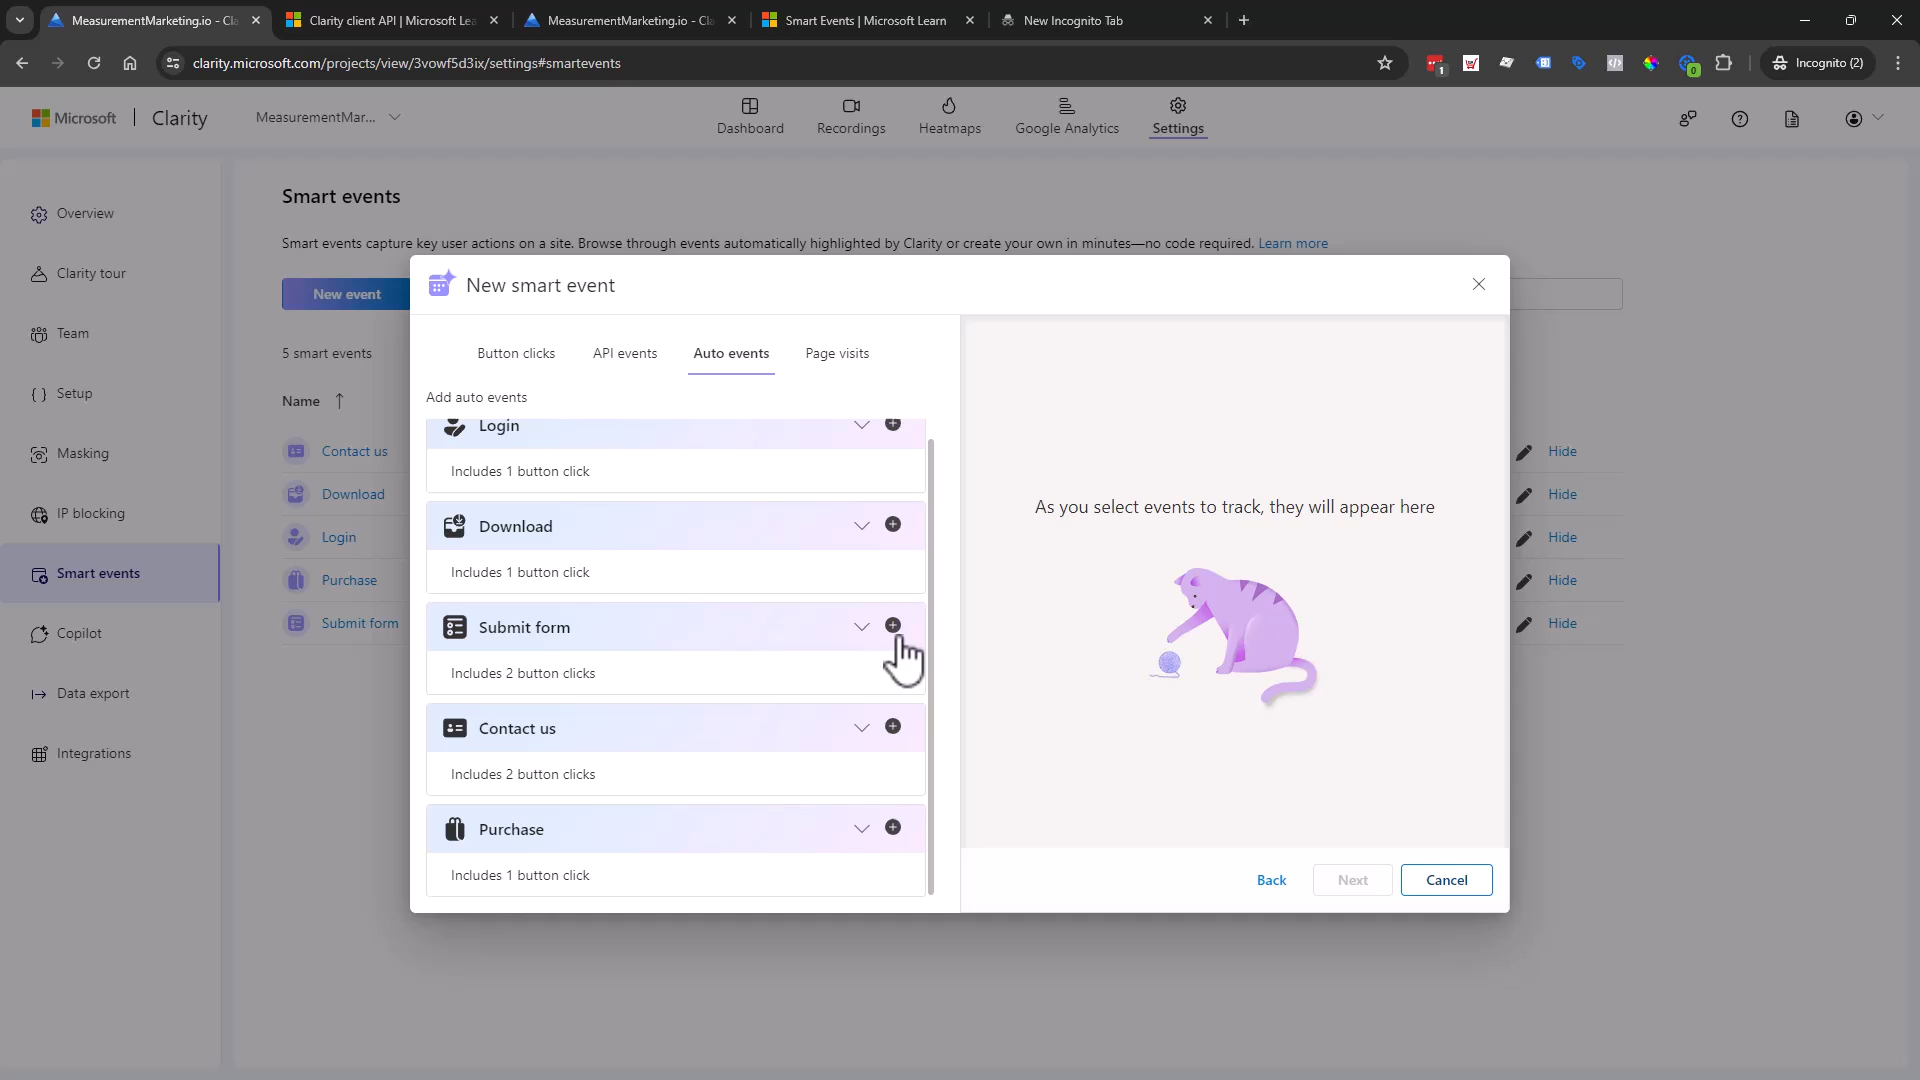 MeasurementMarketing.io - Cla
Clarity client API | Microsoft Lea
MeasurementMarketing.io - Cla
Smart Events | Microsoft Learn
New Incognito Tab
clarity.microsoft.com/projects/view/3vowf5d3ix/settings#smartevents
1
0
Incognito (2)
Microsoft | Clarity
MeasurementMar...
Dashboard
Recordings
Heatmaps
Google Analytics
Settings
Overview
Clarity tour
Team
Setup
Masking
IP blocking
Smart events
Copilot
Data export
Integrations
Smart events
Smart events capture key user actions on a site. Browse through events automatically highlighted by Clarity or create your own in minutes—no code required. Learn more
New event
5 smart events
Name
Contact us
Hide
Download
Hide
Login
Hide
Purchase
Hide
Submit form
Hide
New smart event
Button clicks
API events
Auto events
Page visits
Add auto events
Login
Includes 1 button click
Download
Includes 1 button click
Submit form
Includes 2 button clicks
Contact us
Includes 2 button clicks
Purchase
Includes 1 button click
As you select events to track, they will appear here
Back
Next
Cancel